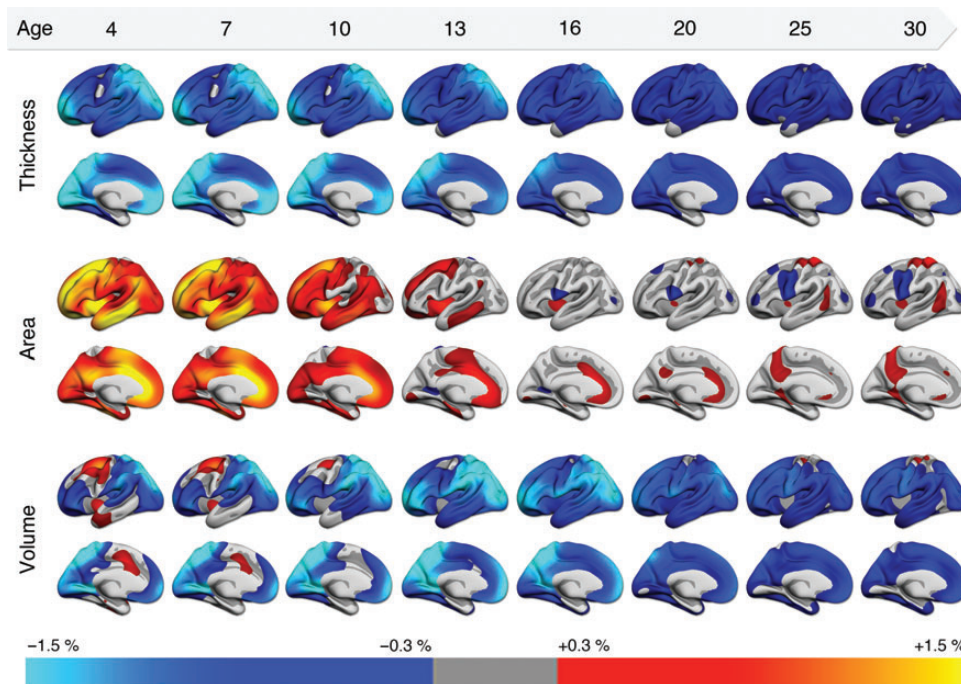 Age 4 7 10 13 16 20 25 30
Thickness
Area
Volume
−1.5 % −0.3 % +0.3 % +1.5 %